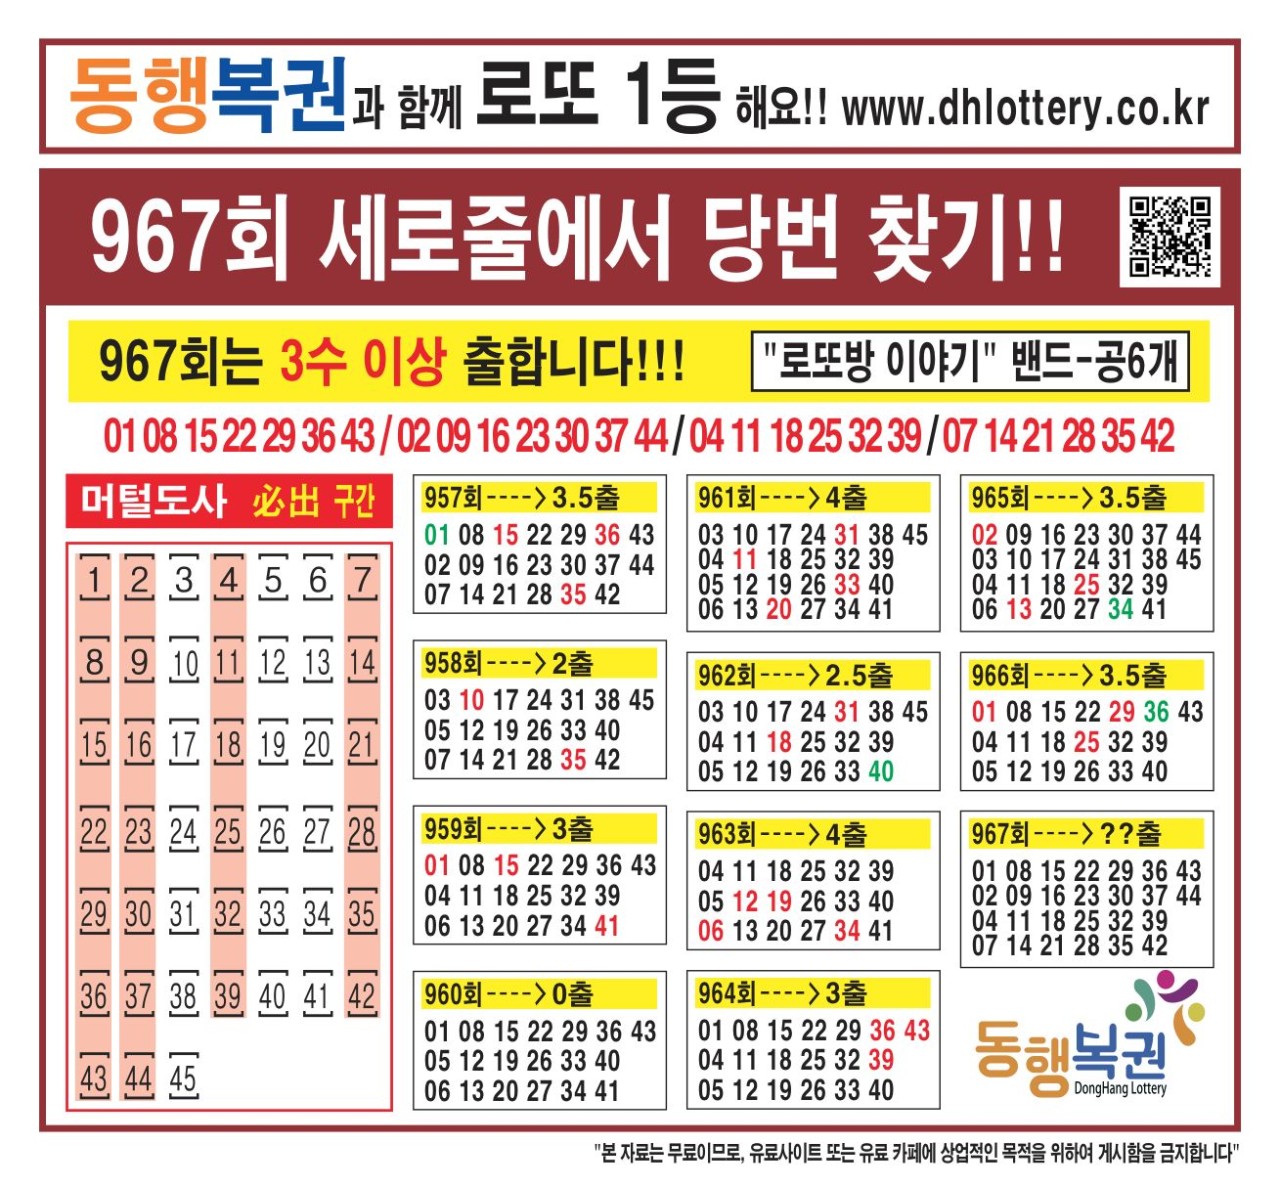 동행복권과 함께 로또 1등 해요!! www.dhlottery.co.kr
967회 세로줄에서 당번 찾기!!
967회는 3수 이상 출합니다!!!
"로또방 이야기" 밴드-공6개
01 08 15 22 29 36 43 / 02 09 16 23 30 37 44 / 04 11 18 25 32 39 / 07 14 21 28 35 42
머털도사 必出 구간
1 2 3 4 5 6 7
8 9 10 11 12 13 14
15 16 17 18 19 20 21
22 23 24 25 26 27 28
29 30 31 32 33 34 35
36 37 38 39 40 41 42
43 44 45
957회----> 3.5출
01 08 15 22 29 36 43
02 09 16 23 30 37 44
07 14 21 28 35 42
958회----> 2출
03 10 17 24 31 38 45
05 12 19 26 33 40
07 14 21 28 35 42
959회----> 3출
01 08 15 22 29 36 43
04 11 18 25 32 39
06 13 20 27 34 41
960회----> 0출
01 08 15 22 29 36 43
05 12 19 26 33 40
06 13 20 27 34 41
961회----> 4출
03 10 17 24 31 38 45
04 11 18 25 32 39
05 12 19 26 33 40
06 13 20 27 34 41
962회----> 2.5출
03 10 17 24 31 38 45
04 11 18 25 32 39
05 12 19 26 33 40
963회----> 4출
04 11 18 25 32 39
05 12 19 26 33 40
06 13 20 27 34 41
964회----> 3출
01 08 15 22 29 36 43
04 11 18 25 32 39
05 12 19 26 33 40
965회----> 3.5출
02 09 16 23 30 37 44
03 10 17 24 31 38 45
04 11 18 25 32 39
06 13 20 27 34 41
966회----> 3.5출
01 08 15 22 29 36 43
04 11 18 25 32 39
05 12 19 26 33 40
967회----> ??출
01 08 15 22 29 36 43
02 09 16 23 30 37 44
04 11 18 25 32 39
07 14 21 28 35 42
동행복권
DongHang Lottery
"본 자료는 무료이므로, 유료사이트 또는 유료 카페에 상업적인 목적을 위하여 게시함을 금지합니다"